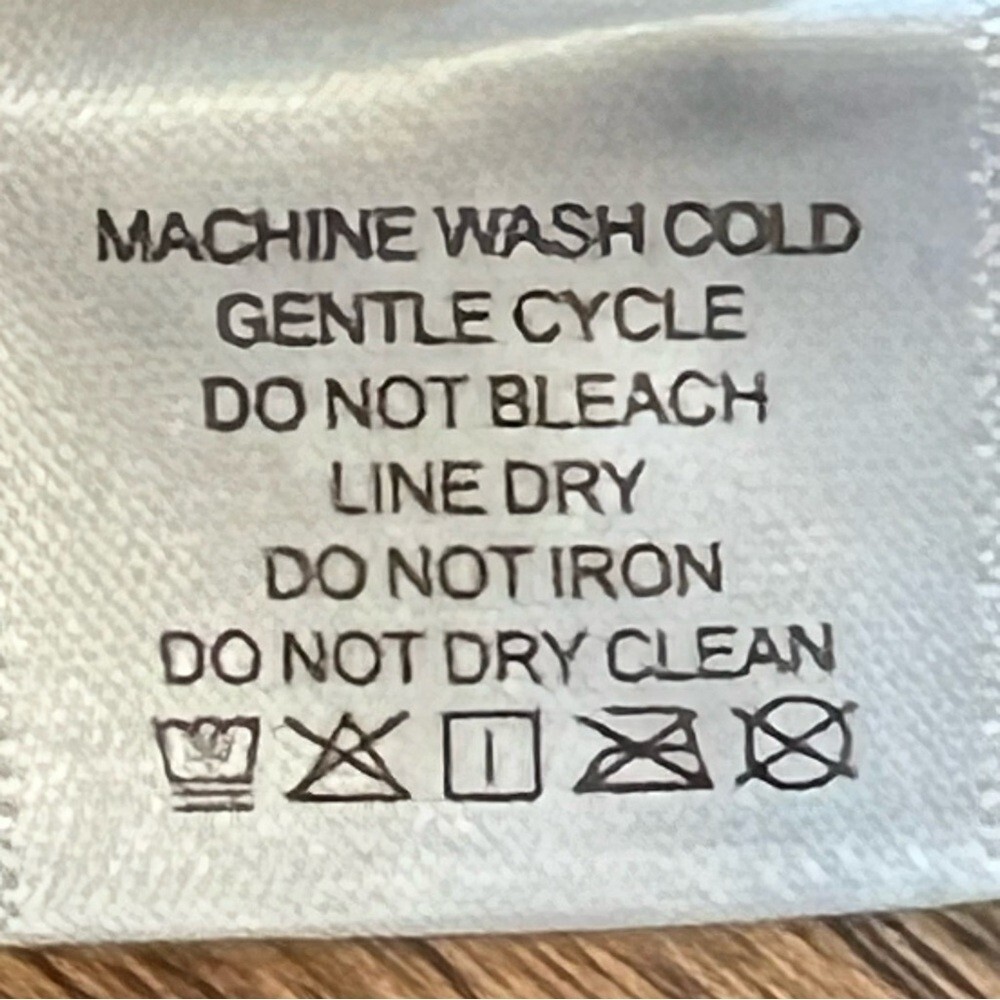 MACHINE WASH COLD
GENTLE CYCLE
DO NOT BLEACH
LINE DRY
DO NOT IRON
DO NOT DRY CLEAN